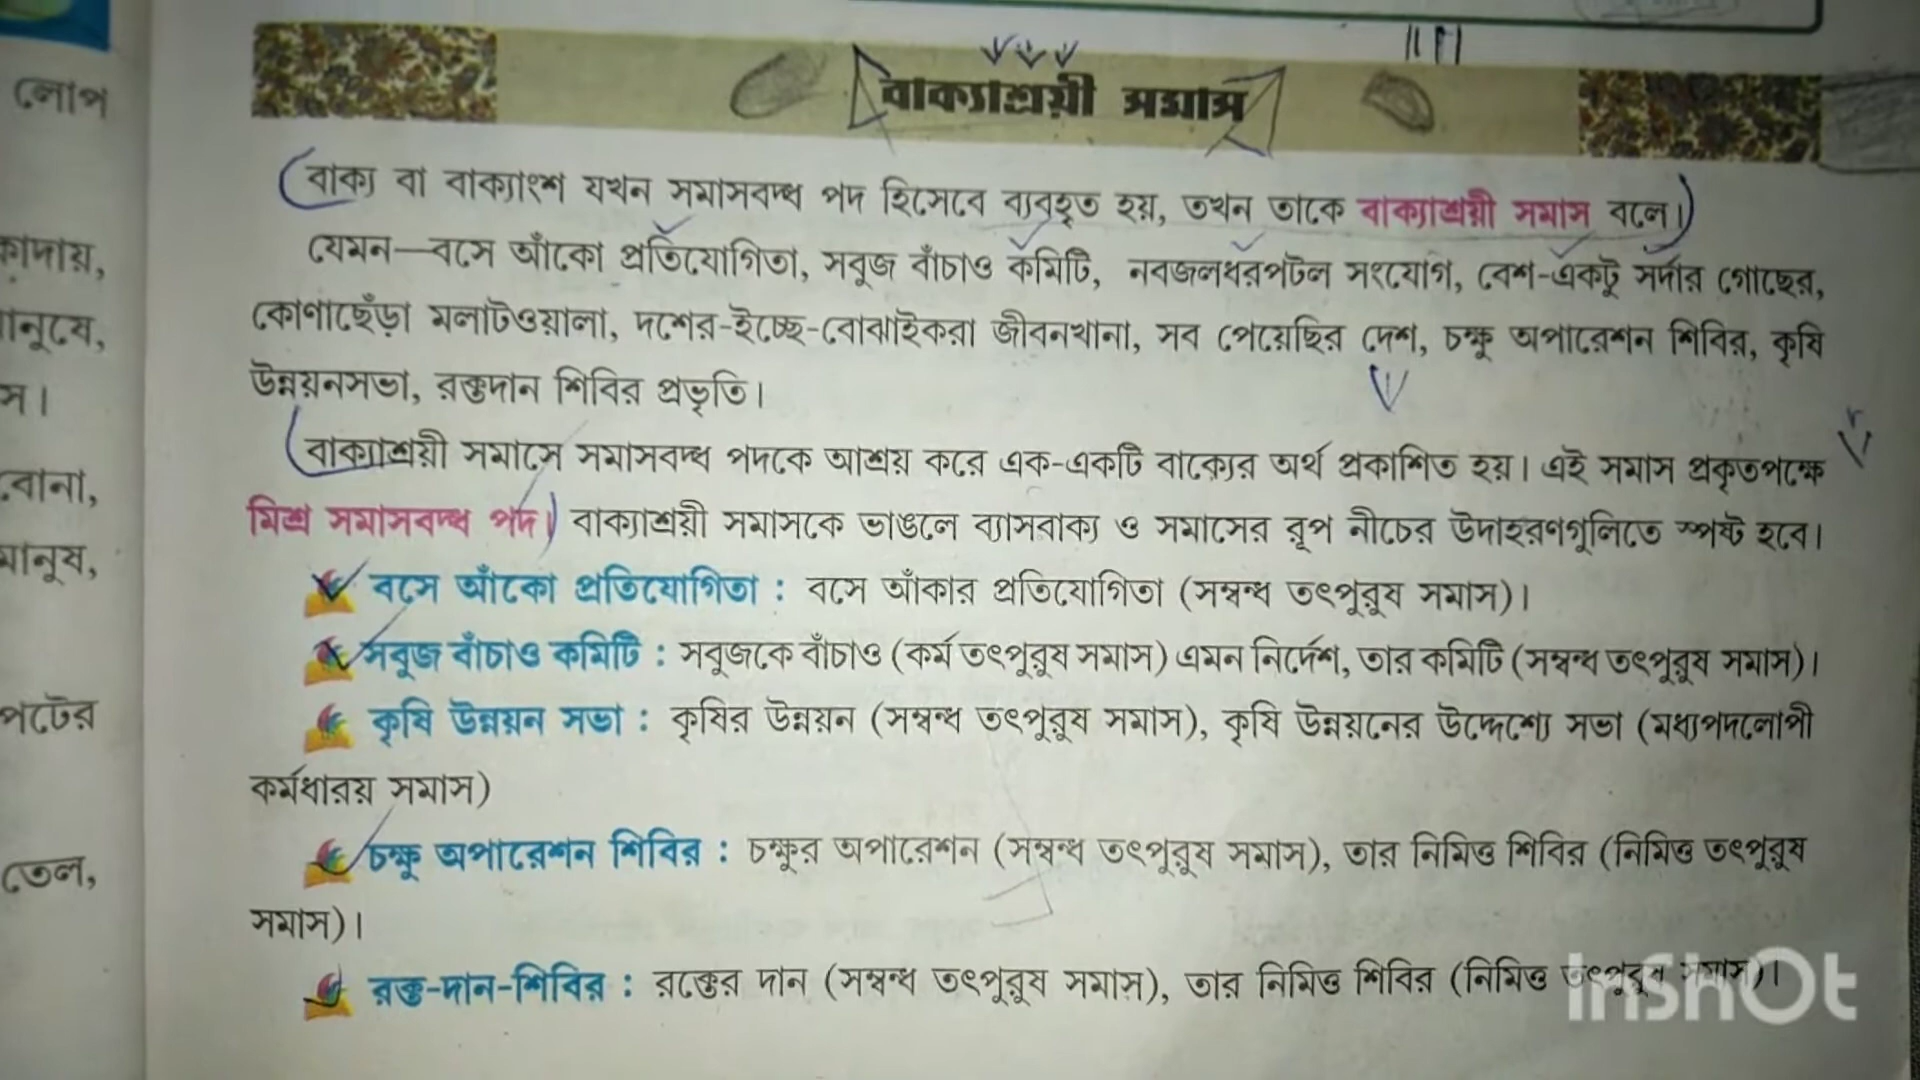 বাক্যাশ্রয়ী সমাস
বাক্য বা বাক্যাংশ যখন সমাসবদ্ধ পদ হিসেবে ব্যবহৃত হয়, তখন তাকে বাক্যাশ্রয়ী সমাস বলে।
যেমন—বসে আঁকো প্রতিযোগিতা, সবুজ বাঁচাও কমিটি, নবজলধরপটল সংযোগ, বেশ-একটু সর্দার গোছের,
কোণাছেঁড়া মলাটওয়ালা, দশের-ইচ্ছে-বোঝাইকরা জীবনখানা, সব পেয়েছির দেশ, চক্ষু অপারেশন শিবির, কৃষি
উন্নয়নসভা, রক্তদান শিবির প্রভৃতি।
বাক্যাশ্রয়ী সমাসে সমাসবদ্ধ পদকে আশ্রয় করে এক-একটি বাক্যের অর্থ প্রকাশিত হয়। এই সমাস প্রকৃতপক্ষে
মিশ্র সমাসবদ্ধ পদ। বাক্যাশ্রয়ী সমাসকে ভাঙলে ব্যাসবাক্য ও সমাসের রূপ নীচের উদাহরণগুলিতে স্পষ্ট হবে।
বসে আঁকো প্রতিযোগিতা : বসে আঁকার প্রতিযোগিতা (সম্বন্ধ তৎপুরুষ সমাস)।
সবুজ বাঁচাও কমিটি : সবুজকে বাঁচাও (কর্ম তৎপুরুষ সমাস) এমন নির্দেশ, তার কমিটি (সম্বন্ধ তৎপুরুষ সমাস)।
কৃষি উন্নয়ন সভা : কৃষির উন্নয়ন (সম্বন্ধ তৎপুরুষ সমাস), কৃষি উন্নয়নের উদ্দেশ্যে সভা (মধ্যপদলোপী
কর্মধারয় সমাস)
চক্ষু অপারেশন শিবির : চক্ষুর অপারেশন (সম্বন্ধ তৎপুরুষ সমাস), তার নিমিত্ত শিবির (নিমিত্ত তৎপুরুষ
সমাস)।
রক্ত-দান-শিবির : রক্তের দান (সম্বন্ধ তৎপুরুষ সমাস), তার নিমিত্ত শিবির (নিমিত্ত তৎপুরুষ সমাস)।
লোপ
মানুষ,
পটের
তেল,
InShOt